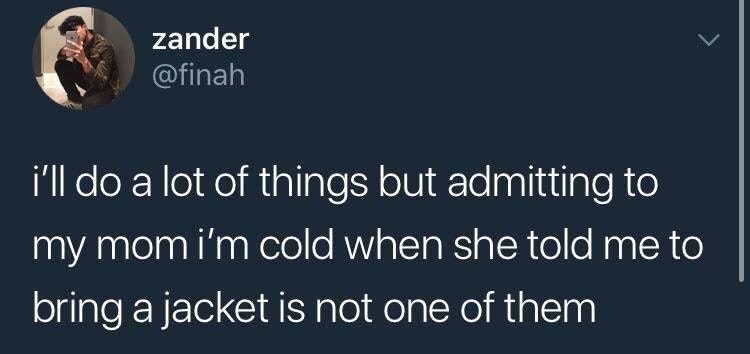 zander
@finah
i'll do a lot of things but admitting to
my mom i'm cold when she told me to
bring a jacket is not one of them